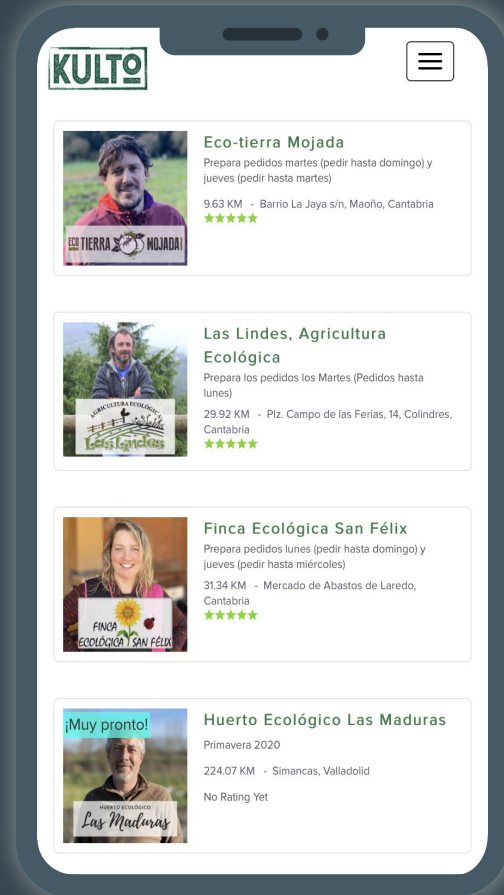 KULTO
Eco-tierra Mojada
Prepara pedidos martes (pedir hasta domingo) y
jueves (pedir hasta martes)
9.63 KM - Barrio La Jaya s/n, Maoño, Cantabria
ECO TIERRA MOJADA
Las Lindes, Agricultura
Ecológica
Prepara los pedidos los Martes (Pedidos hasta
lunes)
29.92 KM - Plz. Campo de las Ferias, 14, Colindres,
Cantabria
AGRICULTURA ECOLÓGIC
Las Lindes
Finca Ecológica San Félix
Prepara pedidos lunes (pedir hasta domingo) y
jueves (pedir hasta miércoles)
31.34 KM - Mercado de Abastos de Laredo,
Cantabria
FINCA
ECOLÓGICA SAN FÉLIX
¡Muy pronto!
Huerto Ecológico Las Maduras
Primavera 2020
224.07 KM - Simancas, Valladolid
No Rating Yet
HUERTO ECOLÓGICO
Las Maduras